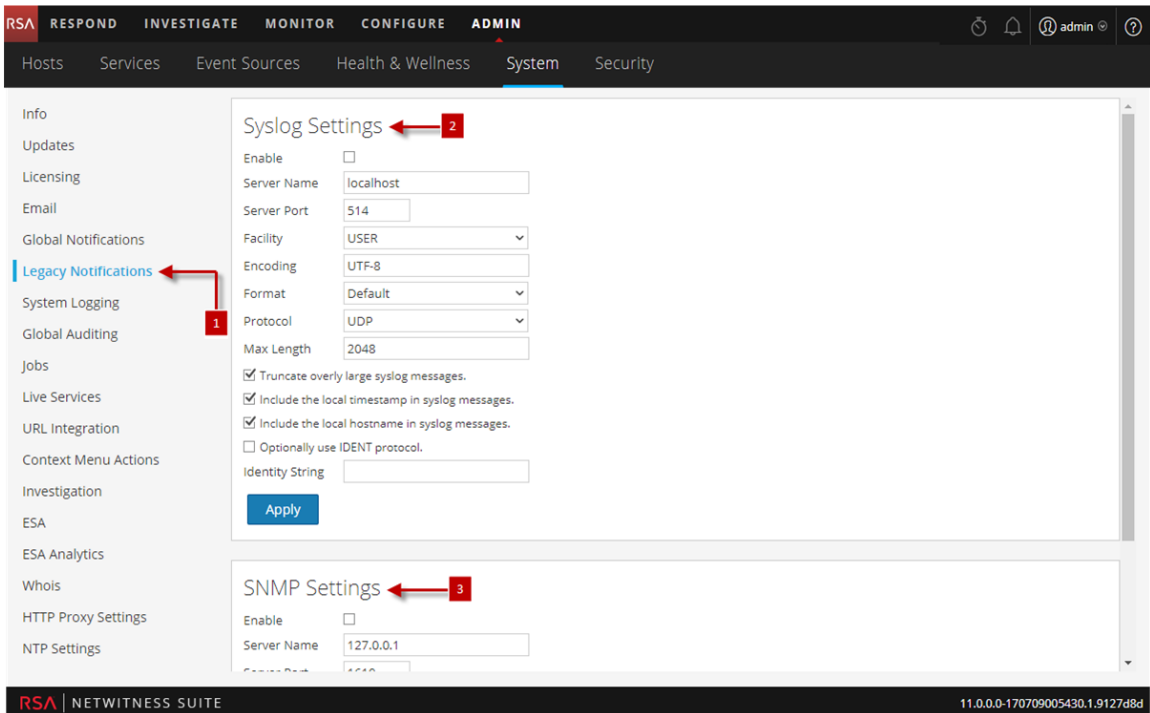 RSA RESPOND INVESTIGATE MONITOR CONFIGURE ADMIN admin
Hosts Services Event Sources Health & Wellness System Security
Info
Updates
Licensing
Email
Global Notifications
Legacy Notifications
System Logging
1
Global Auditing
Jobs
Live Services
URL Integration
Context Menu Actions
Investigation
ESA
ESA Analytics
Whois
HTTP Proxy Settings
NTP Settings
Syslog Settings 2
Enable
Server Name localhost
Server Port 514
Facility USER
Encoding UTF-8
Format Default
Protocol UDP
Max Length 2048
Truncate overly large syslog messages.
Include the local timestamp in syslog messages.
Include the local hostname in syslog messages.
Optionally use IDENT protocol.
Identity String
Apply
SNMP Settings 3
Enable
Server Name 127.0.0.1
Server Port
RSA NETWITNESS SUITE 11.0.0.0-170709005430.1.9127d8d